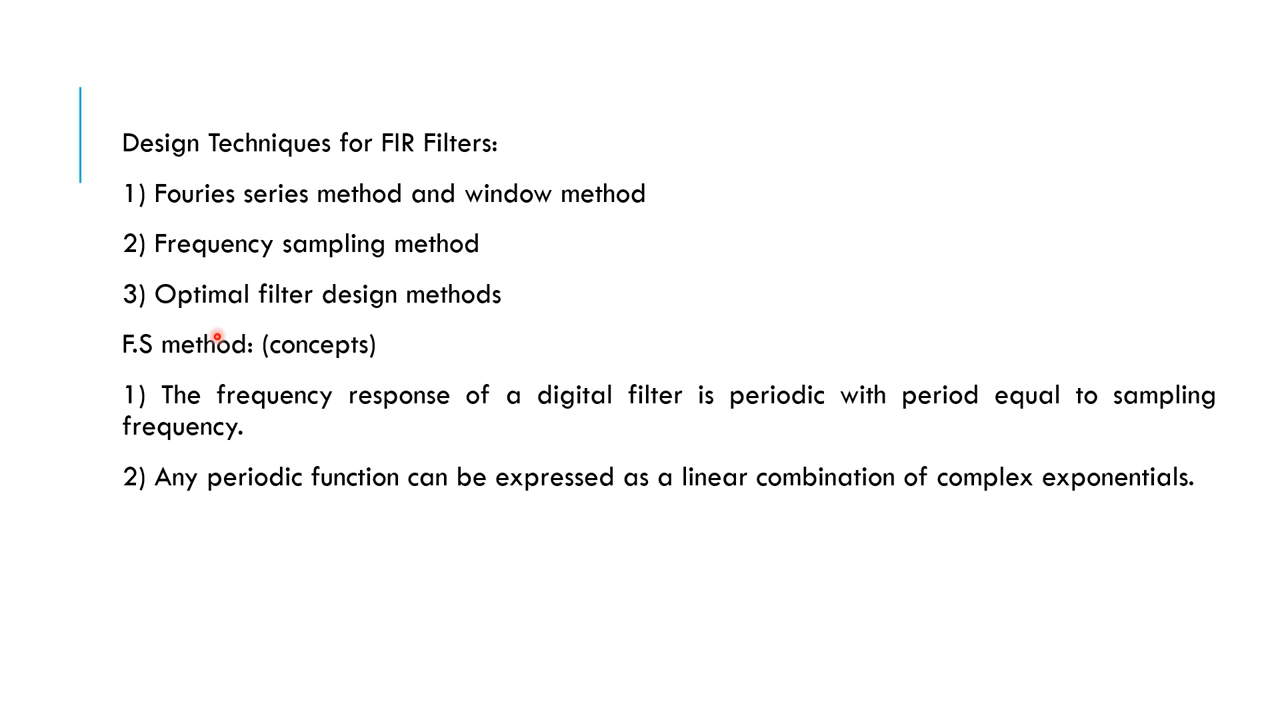 Design Techniques for FIR Filters:
1) Fouries series method and window method
2) Frequency sampling method
3) Optimal filter design methods
F.S method: (concepts)
1) The frequency response of a digital filter is periodic with period equal to sampling
frequency.
2) Any periodic function can be expressed as a linear combination of complex exponentials.